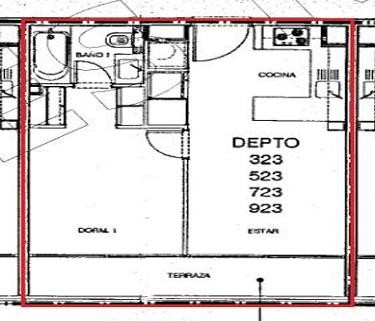 BAÑO 1
COCINA
DEPTO
323
523
723
923
DORM. 1
ESTAR
TERRAZA